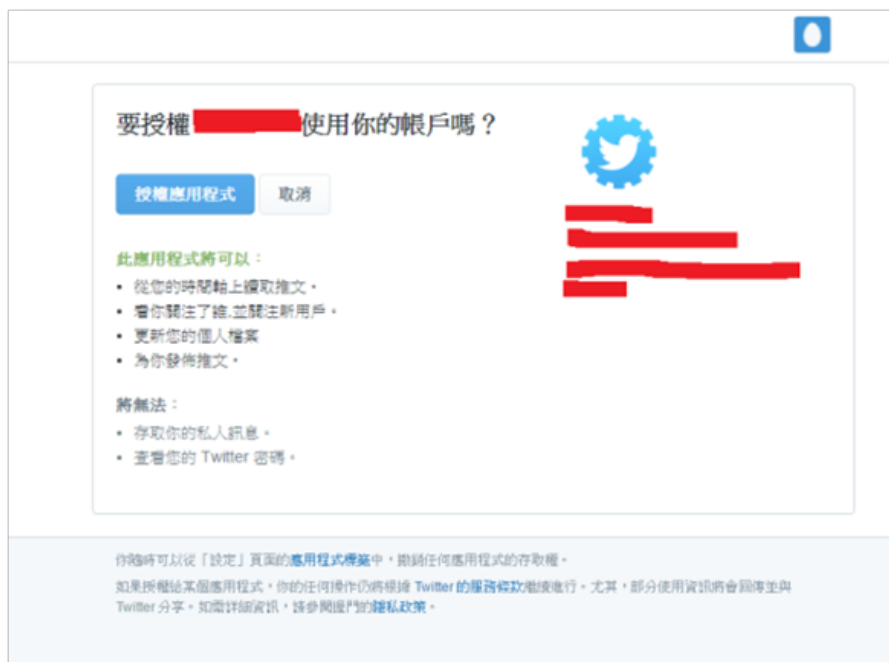 要授權 使用你的帳戶嗎？
授權應用程式 取消
此應用程式將可以：
• 從您的時間軸上讀取推文。
• 看你關注了誰,並關注新用戶。
• 更新您的個人檔案
• 為你發佈推文。
將無法：
• 存取你的私人訊息。
• 查看您的 Twitter 密碼。
你隨時可以從「設定」頁面的應用程式標籤中，撤銷任何應用程式的存取權。
如果授權給某個應用程式，你的任何操作仍將根據 Twitter 的服務條款繼續進行。尤其，部分使用資訊將會回傳並與
Twitter 分享。如需詳細資訊，請參閱我們的隱私政策。